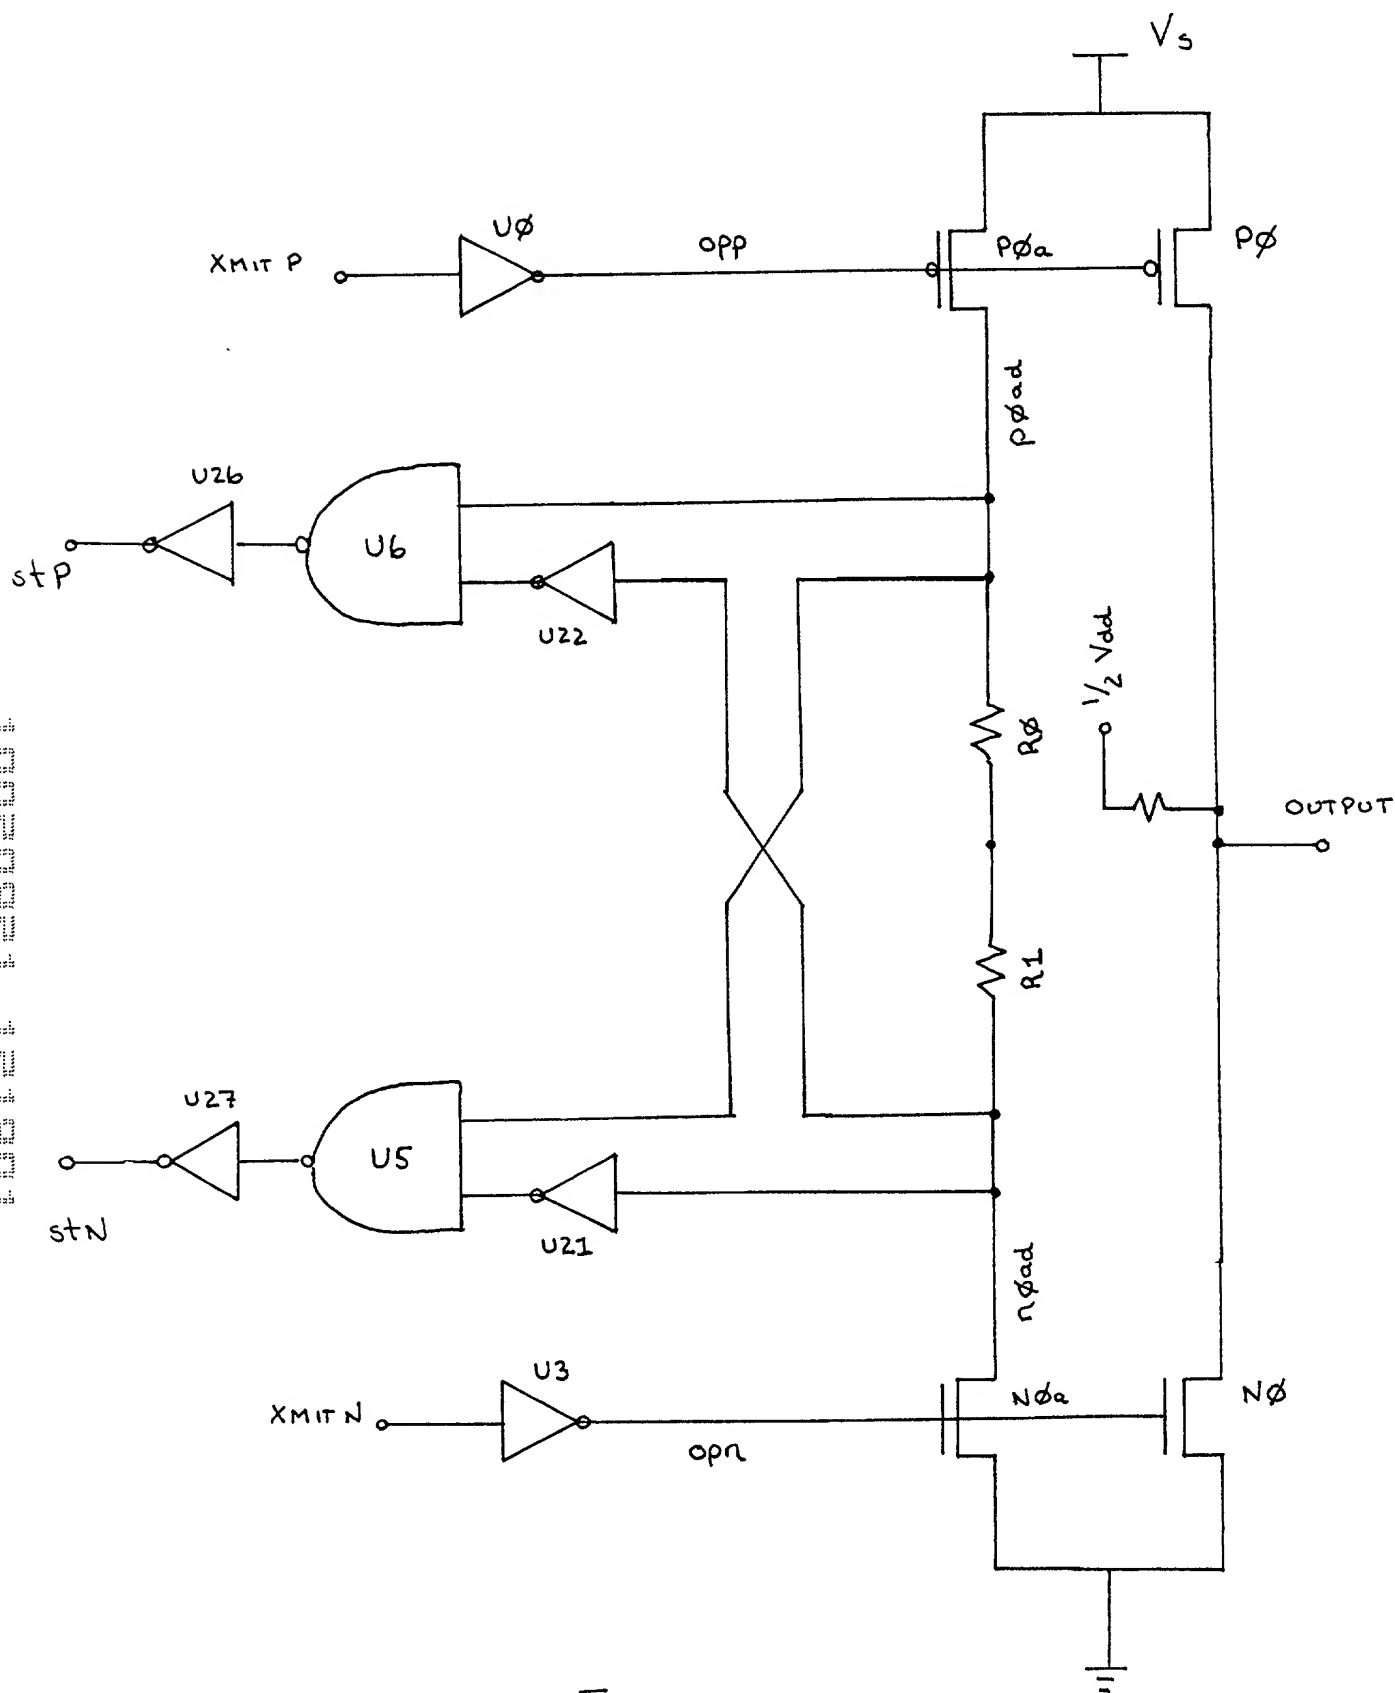 Vs
UØ
XMIT P
opp
PØa
PØ
pØad
U26
U6
stP
U22
1/2 Vdd
RØ
OUTPUT
R1
U27
U5
stN
U21
nØad
U3
XMIT N
opn
NØa
NØ